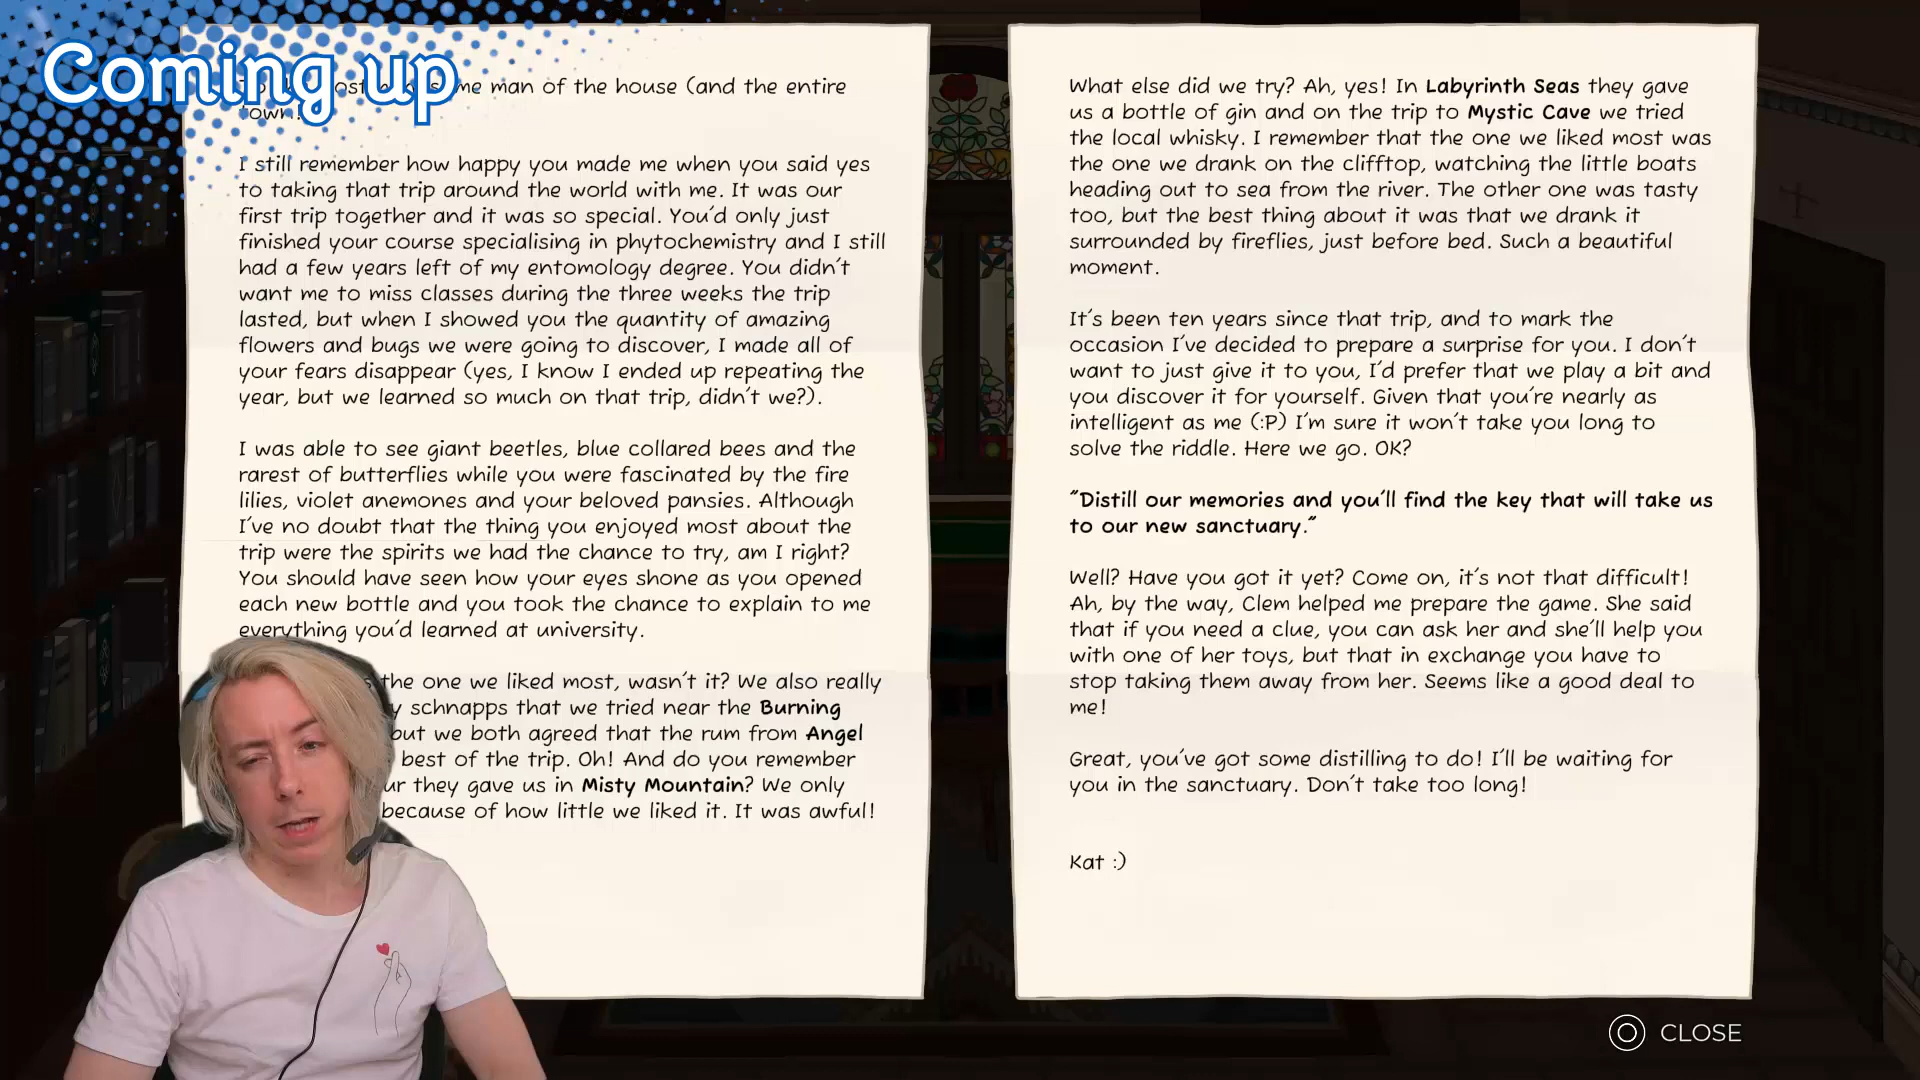 Coming up
me man of the house (and the entire
town!
I still remember how happy you made me when you said yes
to taking that trip around the world with me. It was our
first trip together and it was so special. You'd only just
finished your course specialising in phytochemistry and I still
had a few years left of my entomology degree. You didn't
want me to miss classes during the three weeks the trip
lasted, but when I showed you the quantity of amazing
flowers and bugs we were going to discover, I made all of
your fears disappear (yes, I know I ended up repeating the
year, but we learned so much on that trip, didn't we?).
I was able to see giant beetles, blue collared bees and the
rarest of butterflies while you were fascinated by the fire
lilies, violet anemones and your beloved pansies. Although
I've no doubt that the thing you enjoyed most about the
trip were the spirits we had the chance to try, am I right?
You should have seen how your eyes shone as you opened
each new bottle and you took the chance to explain to me
everything you'd learned at university.
the one we liked most, wasn't it? We also really
schnapps that we tried near the Burning
but we both agreed that the rum from Angel
best of the trip. Oh! And do you remember
they gave us in Misty Mountain? We only
because of how little we liked it. It was awful!
What else did we try? Ah, yes! In Labyrinth Seas they gave
us a bottle of gin and on the trip to Mystic Cave we tried
the local whisky. I remember that the one we liked most was
the one we drank on the clifftop, watching the little boats
heading out to sea from the river. The other one was tasty
too, but the best thing about it was that we drank it
surrounded by fireflies, just before bed. Such a beautiful
moment.
It's been ten years since that trip, and to mark the
occasion I've decided to prepare a surprise for you. I don't
want to just give it to you, I'd prefer that we play a bit and
you discover it for yourself. Given that you're nearly as
intelligent as me (:P) I'm sure it won't take you long to
solve the riddle. Here we go. OK?
"Distill our memories and you'll find the key that will take us
to our new sanctuary."
Well? Have you got it yet? Come on, it's not that difficult!
Ah, by the way, Clem helped me prepare the game. She said
that if you need a clue, you can ask her and she'll help you
with one of her toys, but that in exchange you have to
stop taking them away from her. Seems like a good deal to
me!
Great, you've got some distilling to do! I'll be waiting for
you in the sanctuary. Don't take too long!
Kat :)
CLOSE